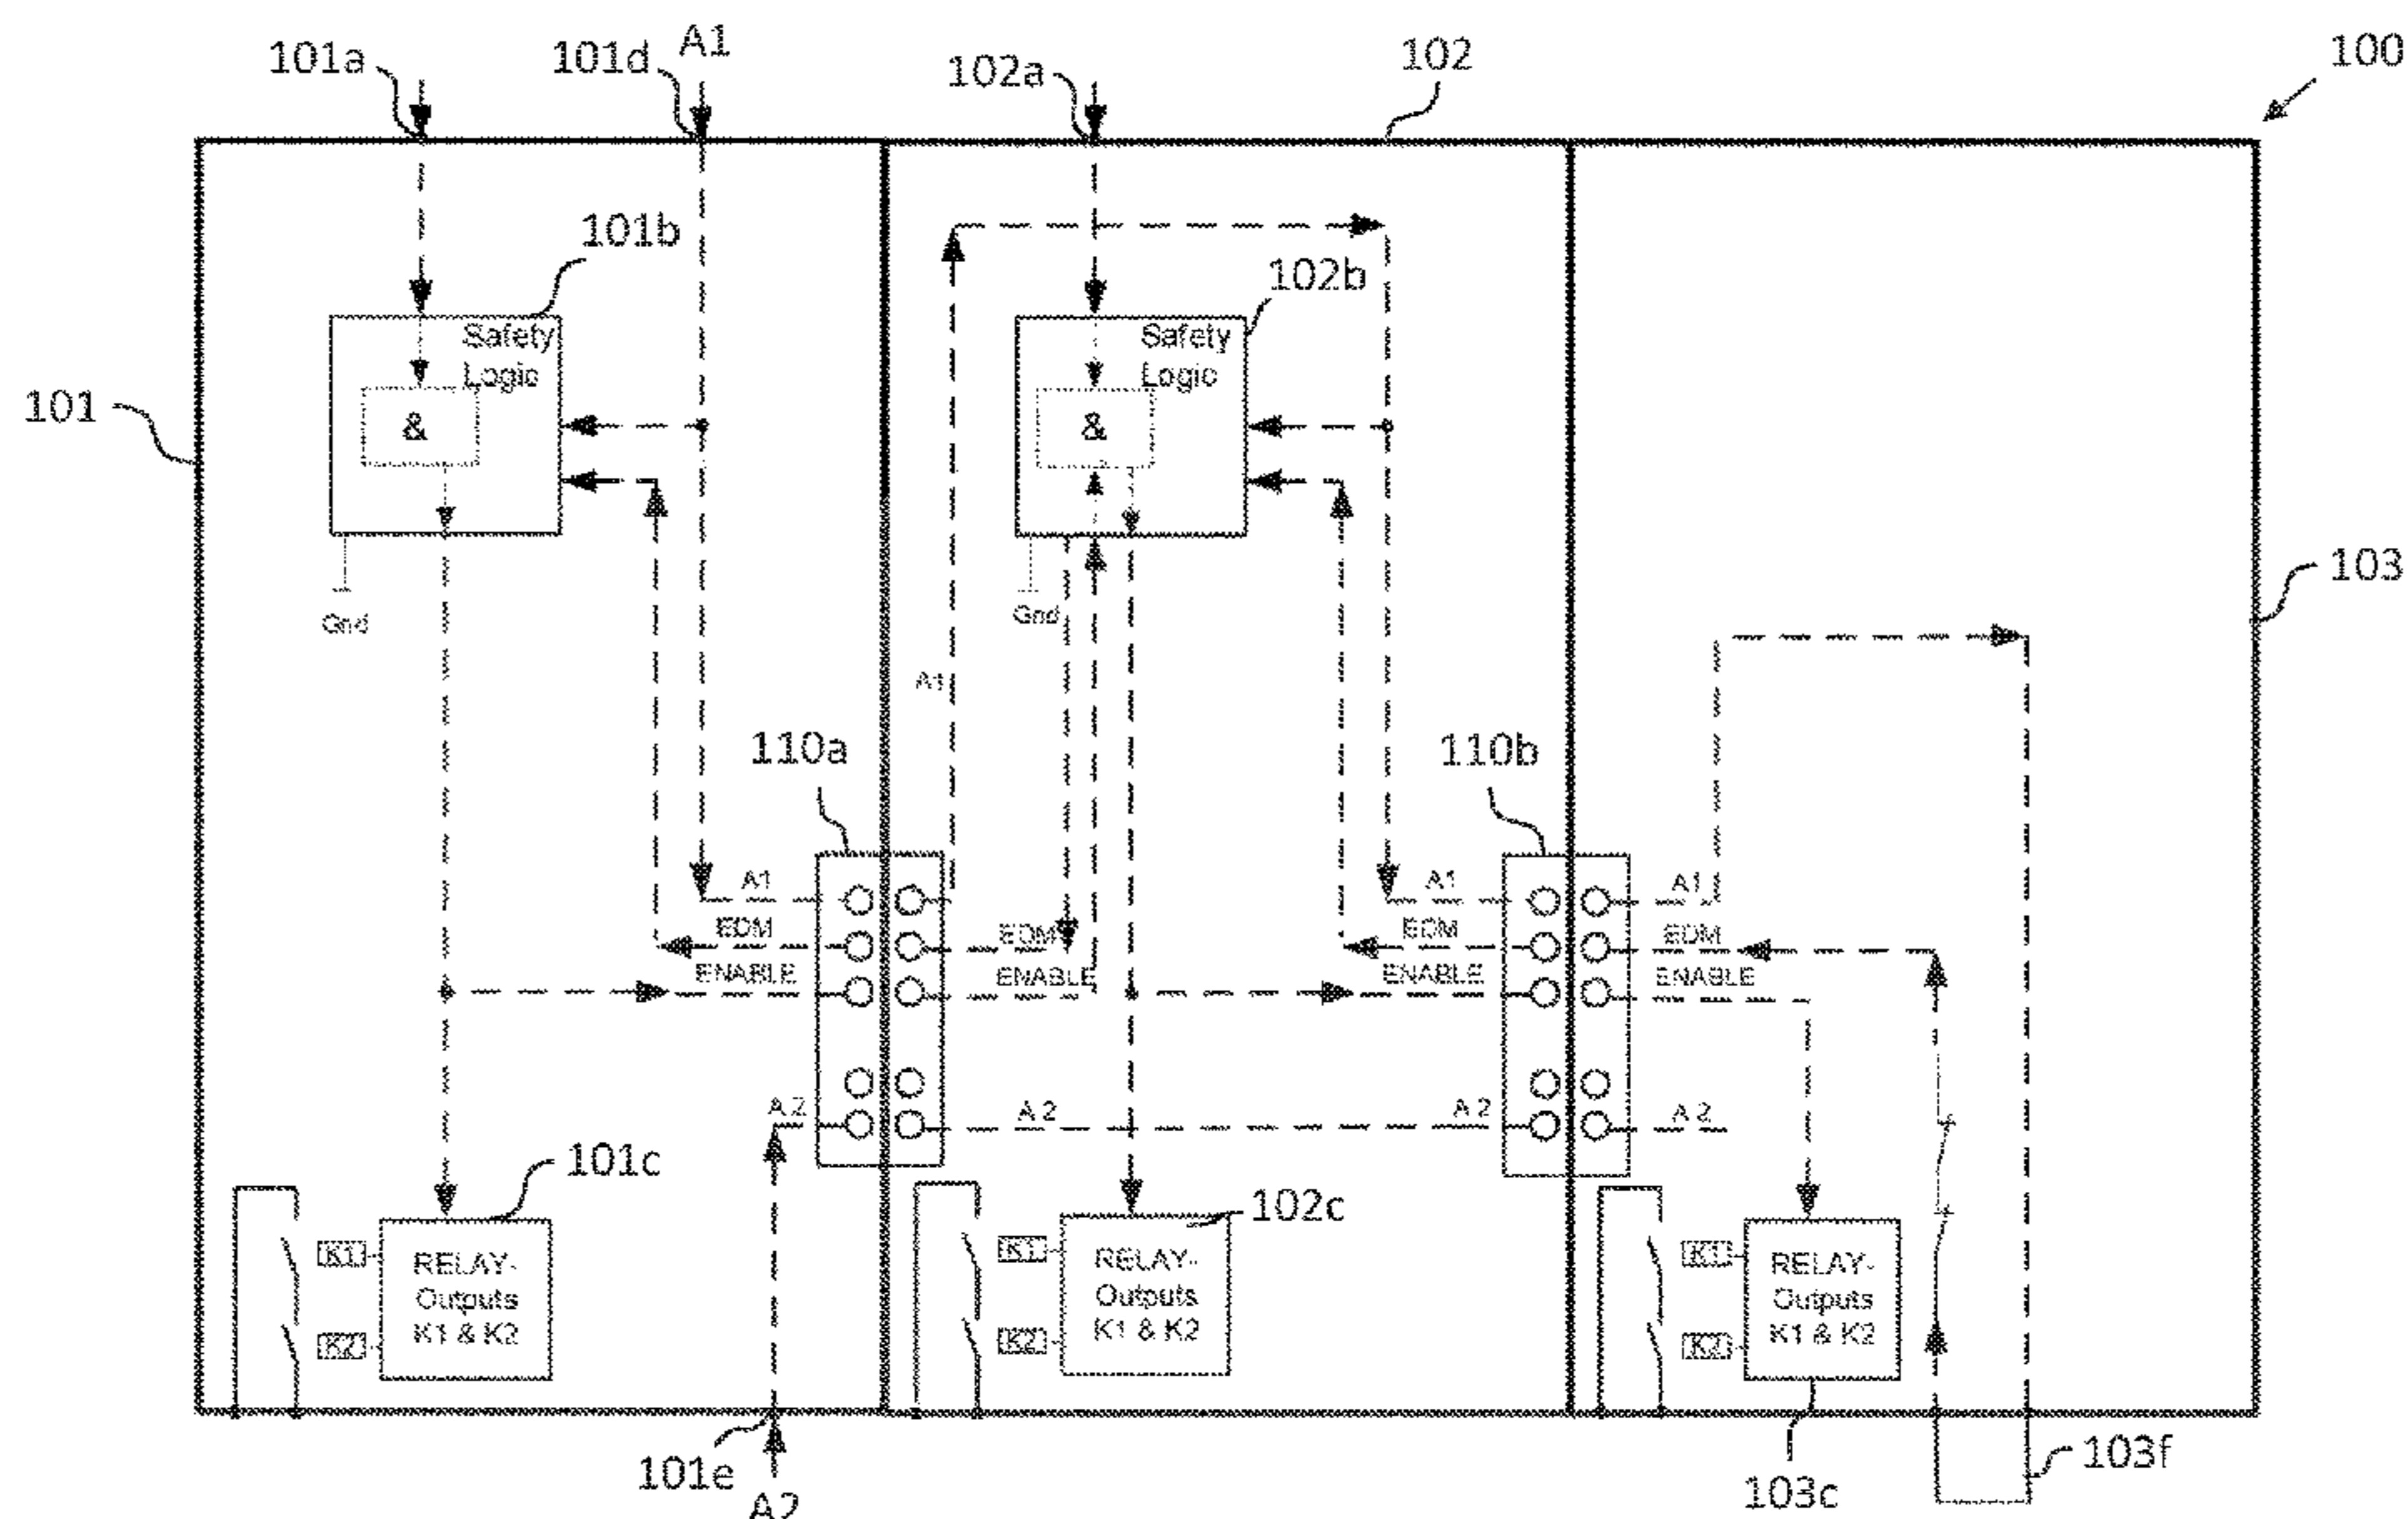 101a
101d
A1
102a
102
100
101b
102b
Safety
Logic
&
Safety
Logic
&
101
103
Gnd
Gnd
A1
110a
110b
A1
A1
A1
EDM
EDM
EDM
EDM
ENABLE
ENABLE
ENABLE
ENABLE
A2
A2
A2
A2
101c
102c
K1
RELAY-
Outputs
K1 & K2
K2
K1
RELAY-
Outputs
K1 & K2
K2
K1
RELAY-
Outputs
K1 & K2
K2
101e
A2
103c
103f